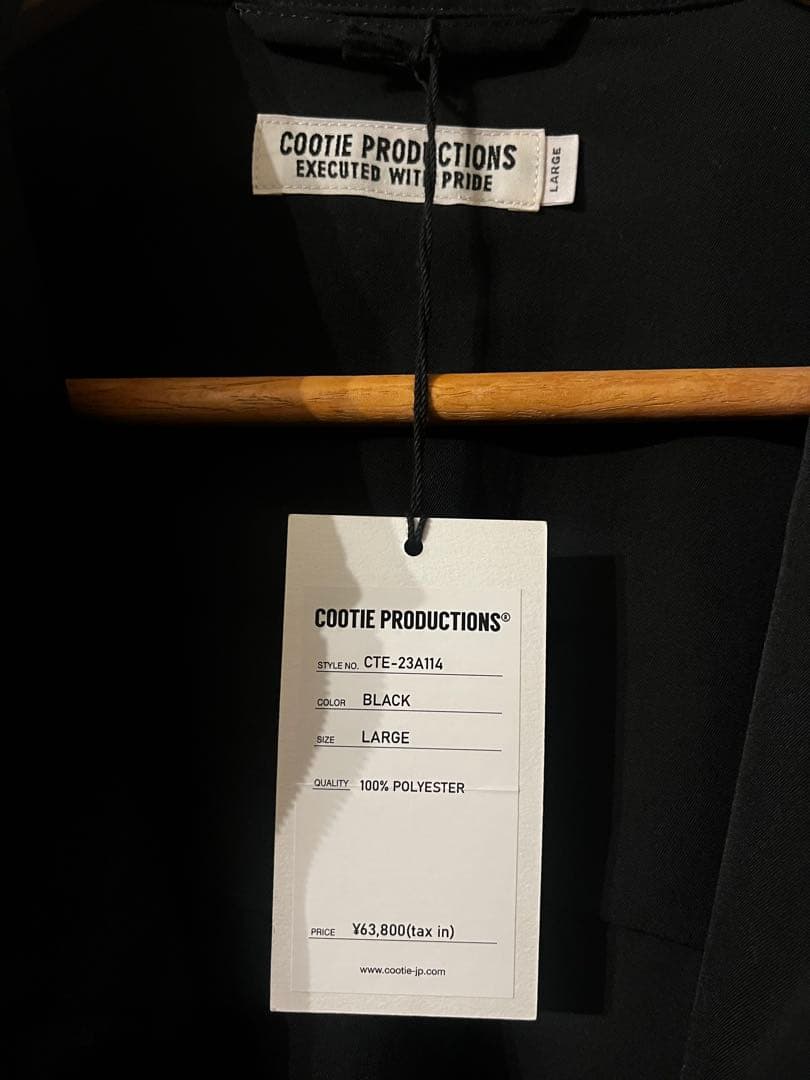 COOTIE PRODUCTIONS
EXECUTED WITH PRIDE
LARGE
COOTIE PRODUCTIONS®
STYLE NO. CTE-23A114
COLOR BLACK
SIZE LARGE
QUALITY 100% POLYESTER
PRICE ¥63,800(tax in)
www.cootie-jp.com